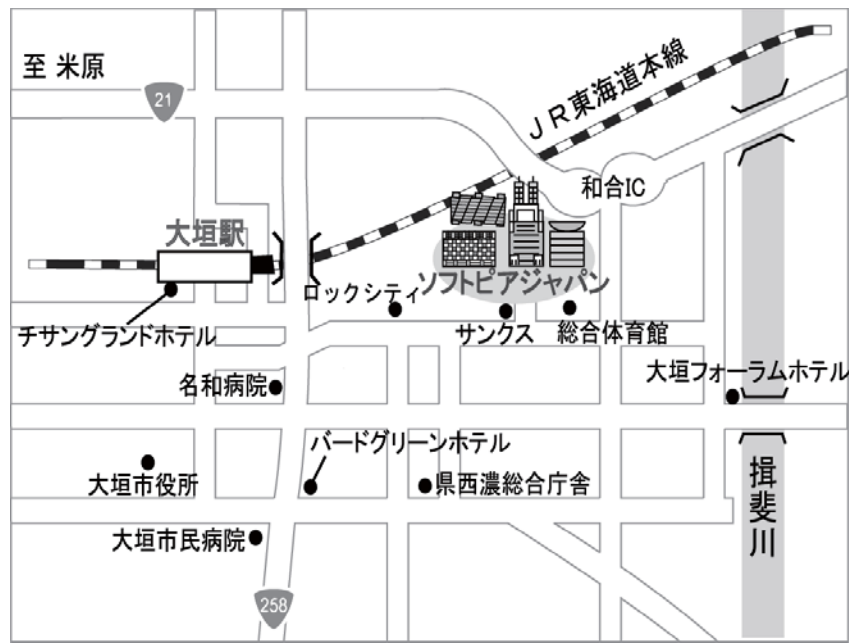 至 米原
21
JR東海道本線
和合IC
大垣駅
ソフトピアジャパン
ロックシティ
チサングランドホテル
サンクス
総合体育館
名和病院
大垣フォーラムホテル
バードグリーンホテル
大垣市役所
県西濃総合庁舎
揖斐川
大垣市民病院
258